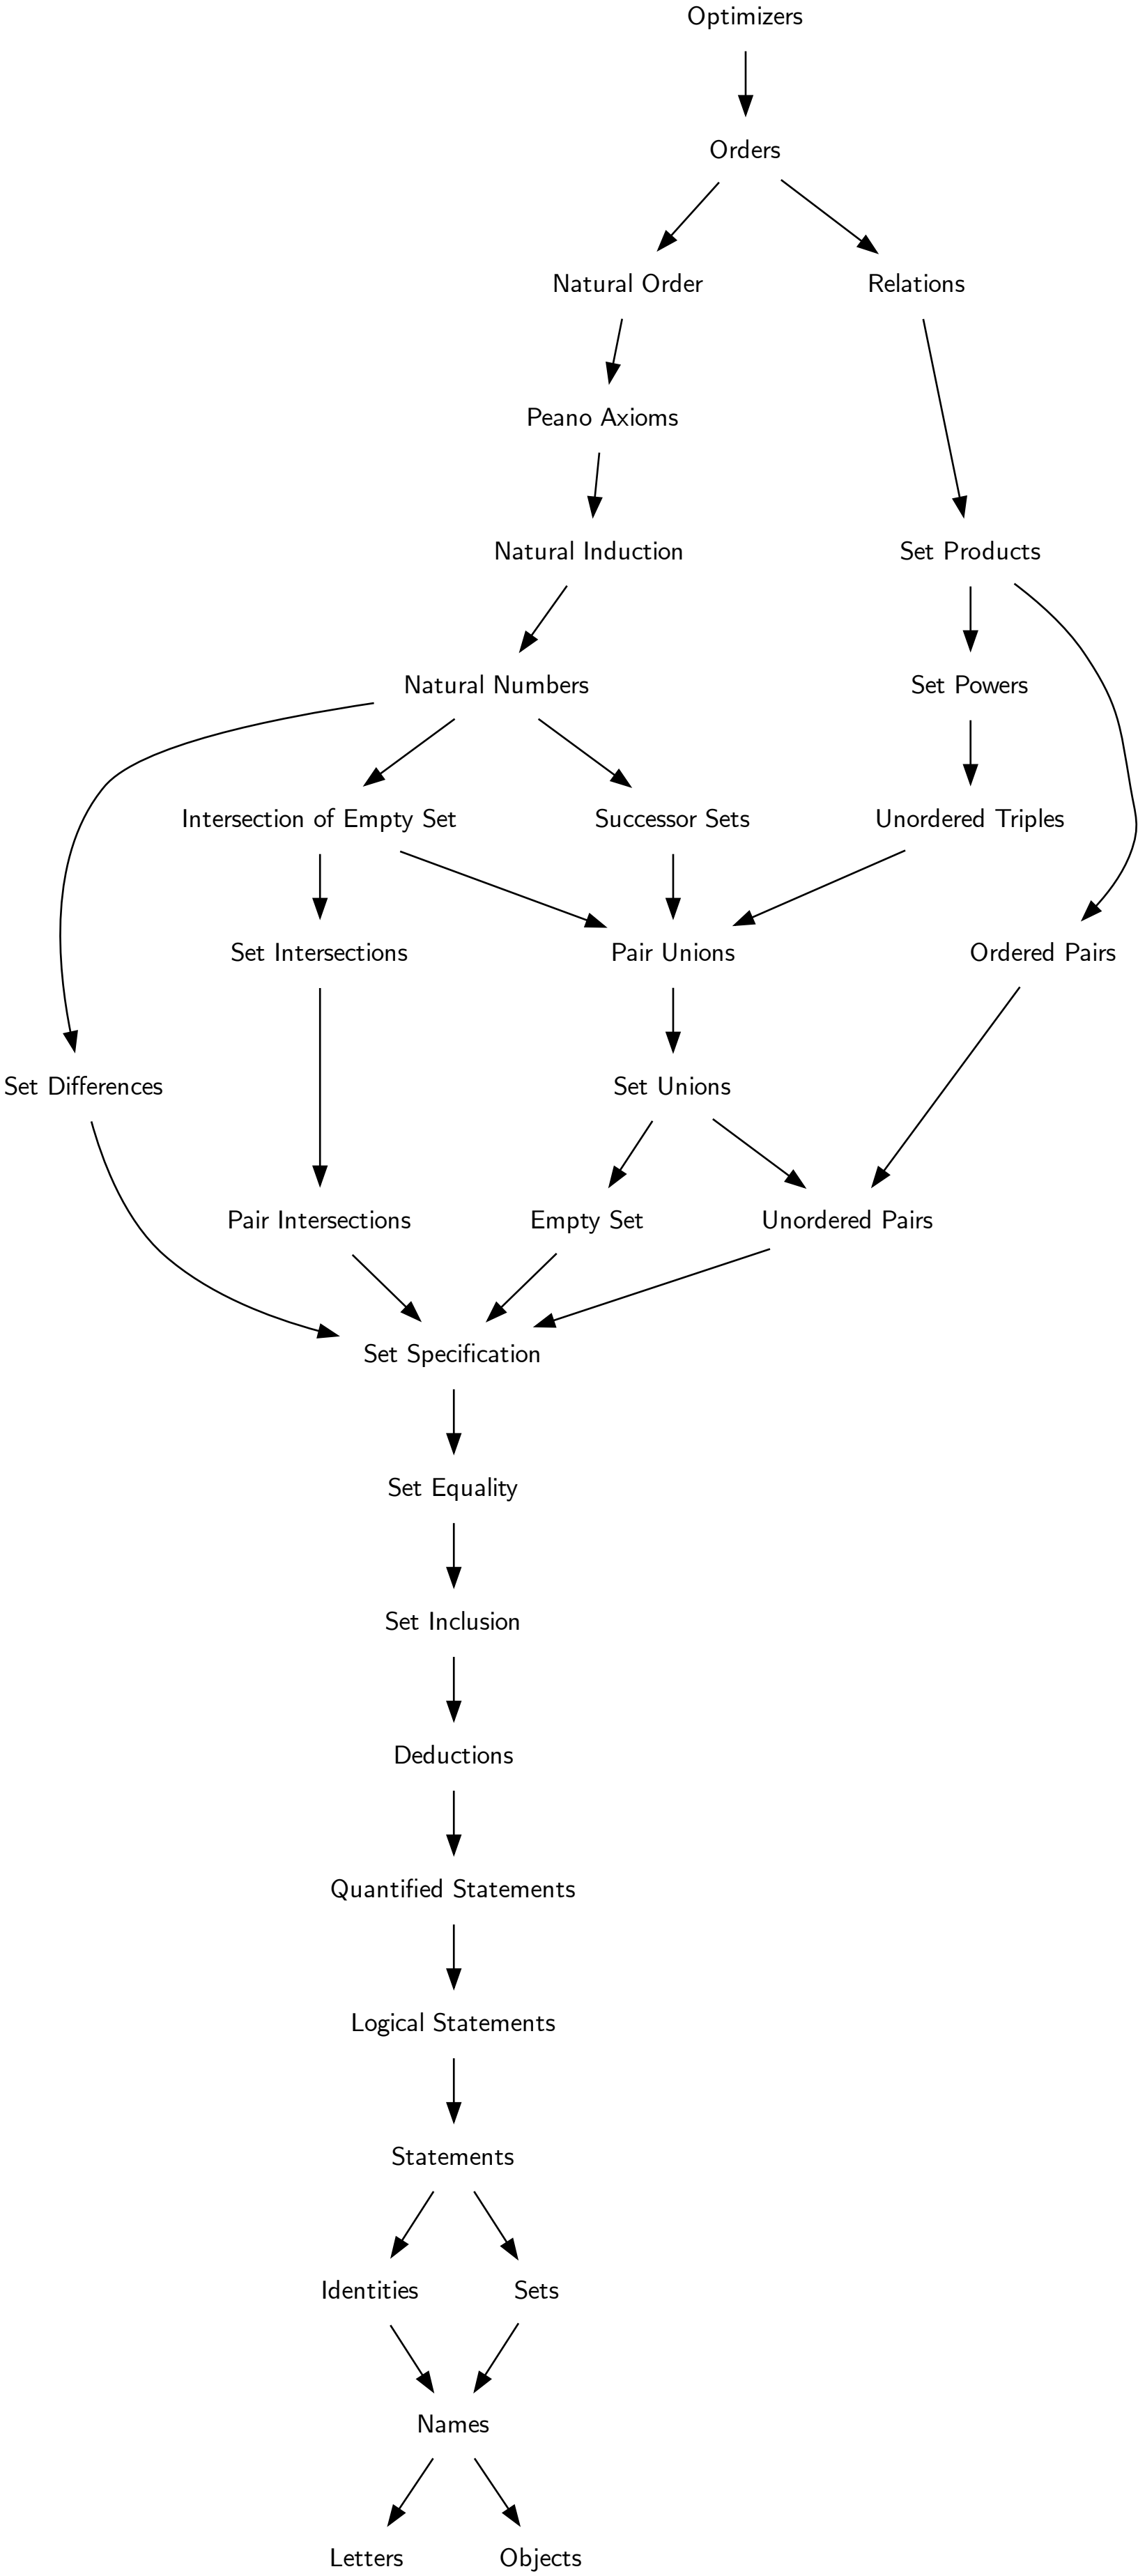 Optimizers
Orders
Natural Order
Relations
Peano Axioms
Natural Induction
Set Products
Natural Numbers
Set Powers
Intersection of Empty Set
Successor Sets
Unordered Triples
Set Intersections
Pair Unions
Ordered Pairs
Set Differences
Set Unions
Pair Intersections
Empty Set
Unordered Pairs
Set Specification
Set Equality
Set Inclusion
Deductions
Quantified Statements
Logical Statements
Statements
Identities
Sets
Names
Letters
Objects